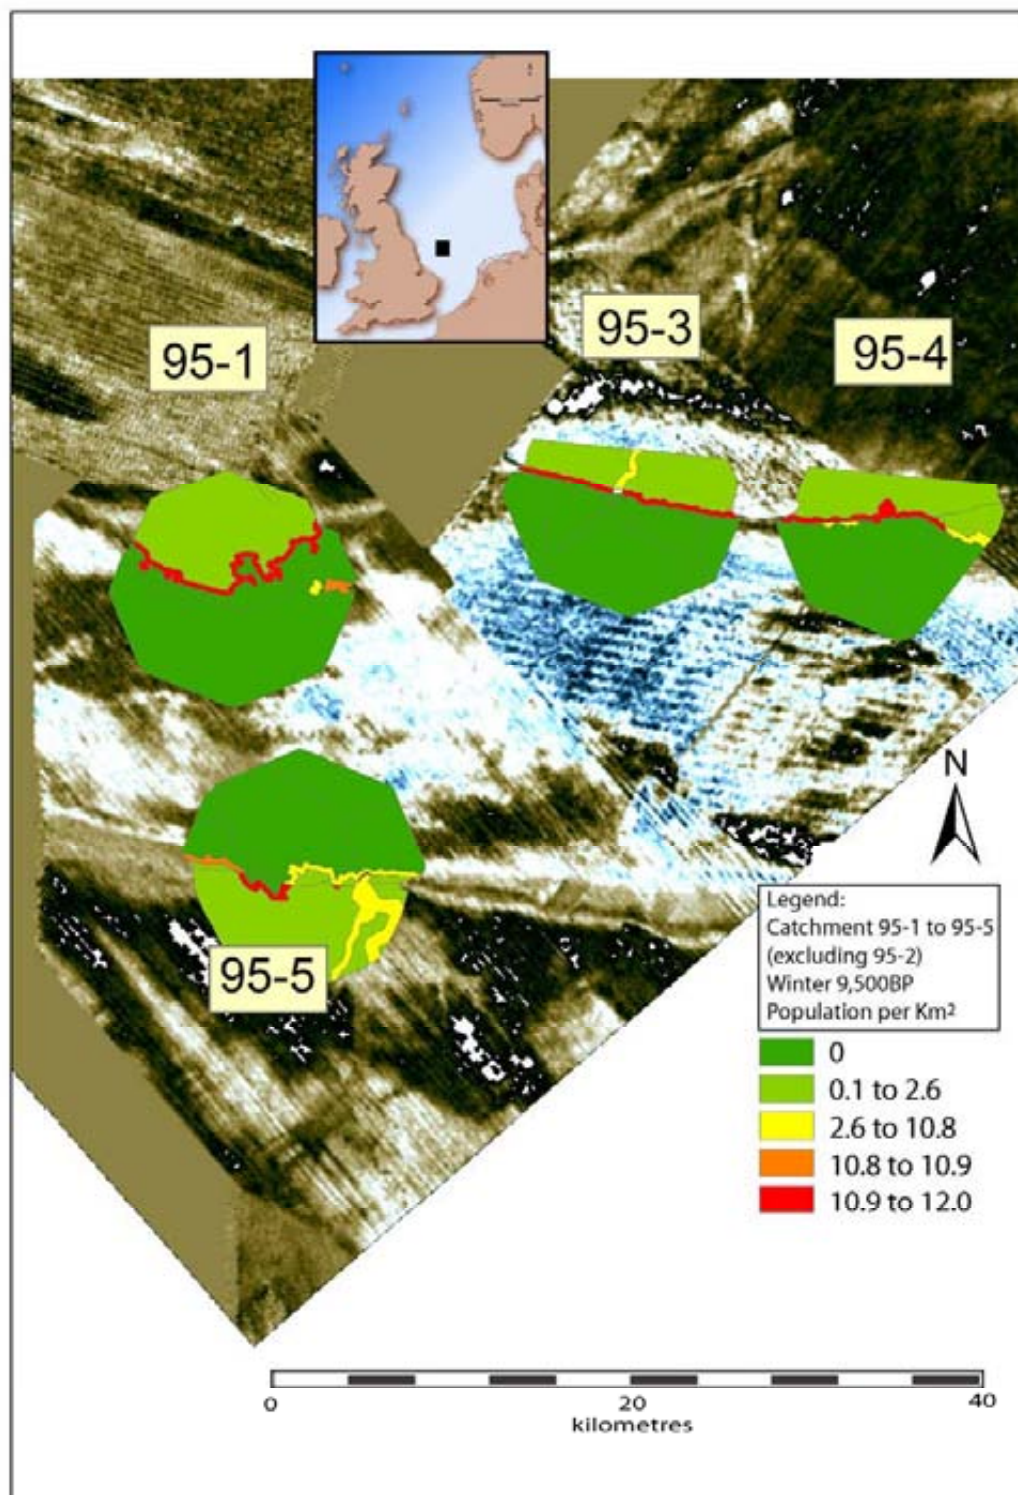 95-1
95-3
95-4
95-5
N
Legend:
Catchment 95-1 to 95-5
(excluding 95-2)
Winter 9,500BP
Population per Km²
0
0.1 to 2.6
2.6 to 10.8
10.8 to 10.9
10.9 to 12.0
0 20 40
kilometres